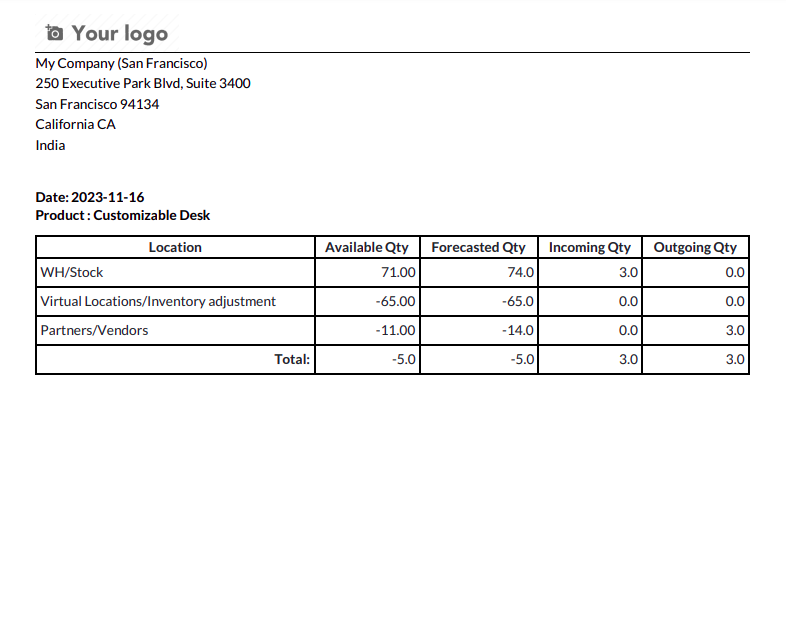 Your logo
My Company (San Francisco)
250 Executive Park Blvd, Suite 3400
San Francisco 94134
California CA
India
Date: 2023-11-16
Product : Customizable Desk
Location Available Qty Forecasted Qty Incoming Qty Outgoing Qty
WH/Stock 71.00 74.0 3.0 0.0
Virtual Locations/Inventory adjustment -65.00 -65.0 0.0 0.0
Partners/Vendors -11.00 -14.0 0.0 3.0
Total: -5.0 -5.0 3.0 3.0